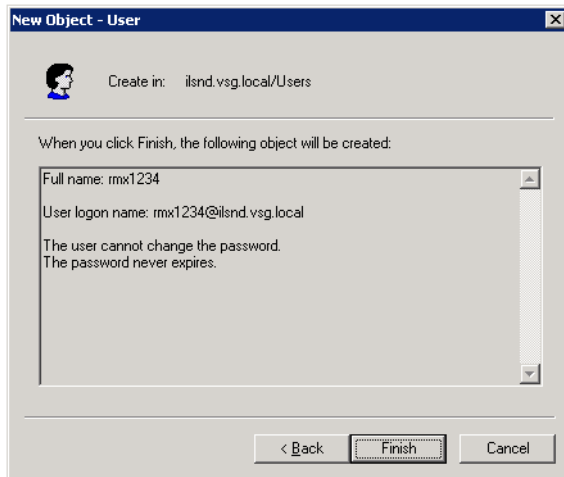 New Object - User
Create in: ilsnd.vsg.local/Users
When you click Finish, the following object will be created:
Full name: rmx1234
User logon name: rmx1234@ilsnd.vsg.local
The user cannot change the password.
The password never expires.
< Back
Finish
Cancel